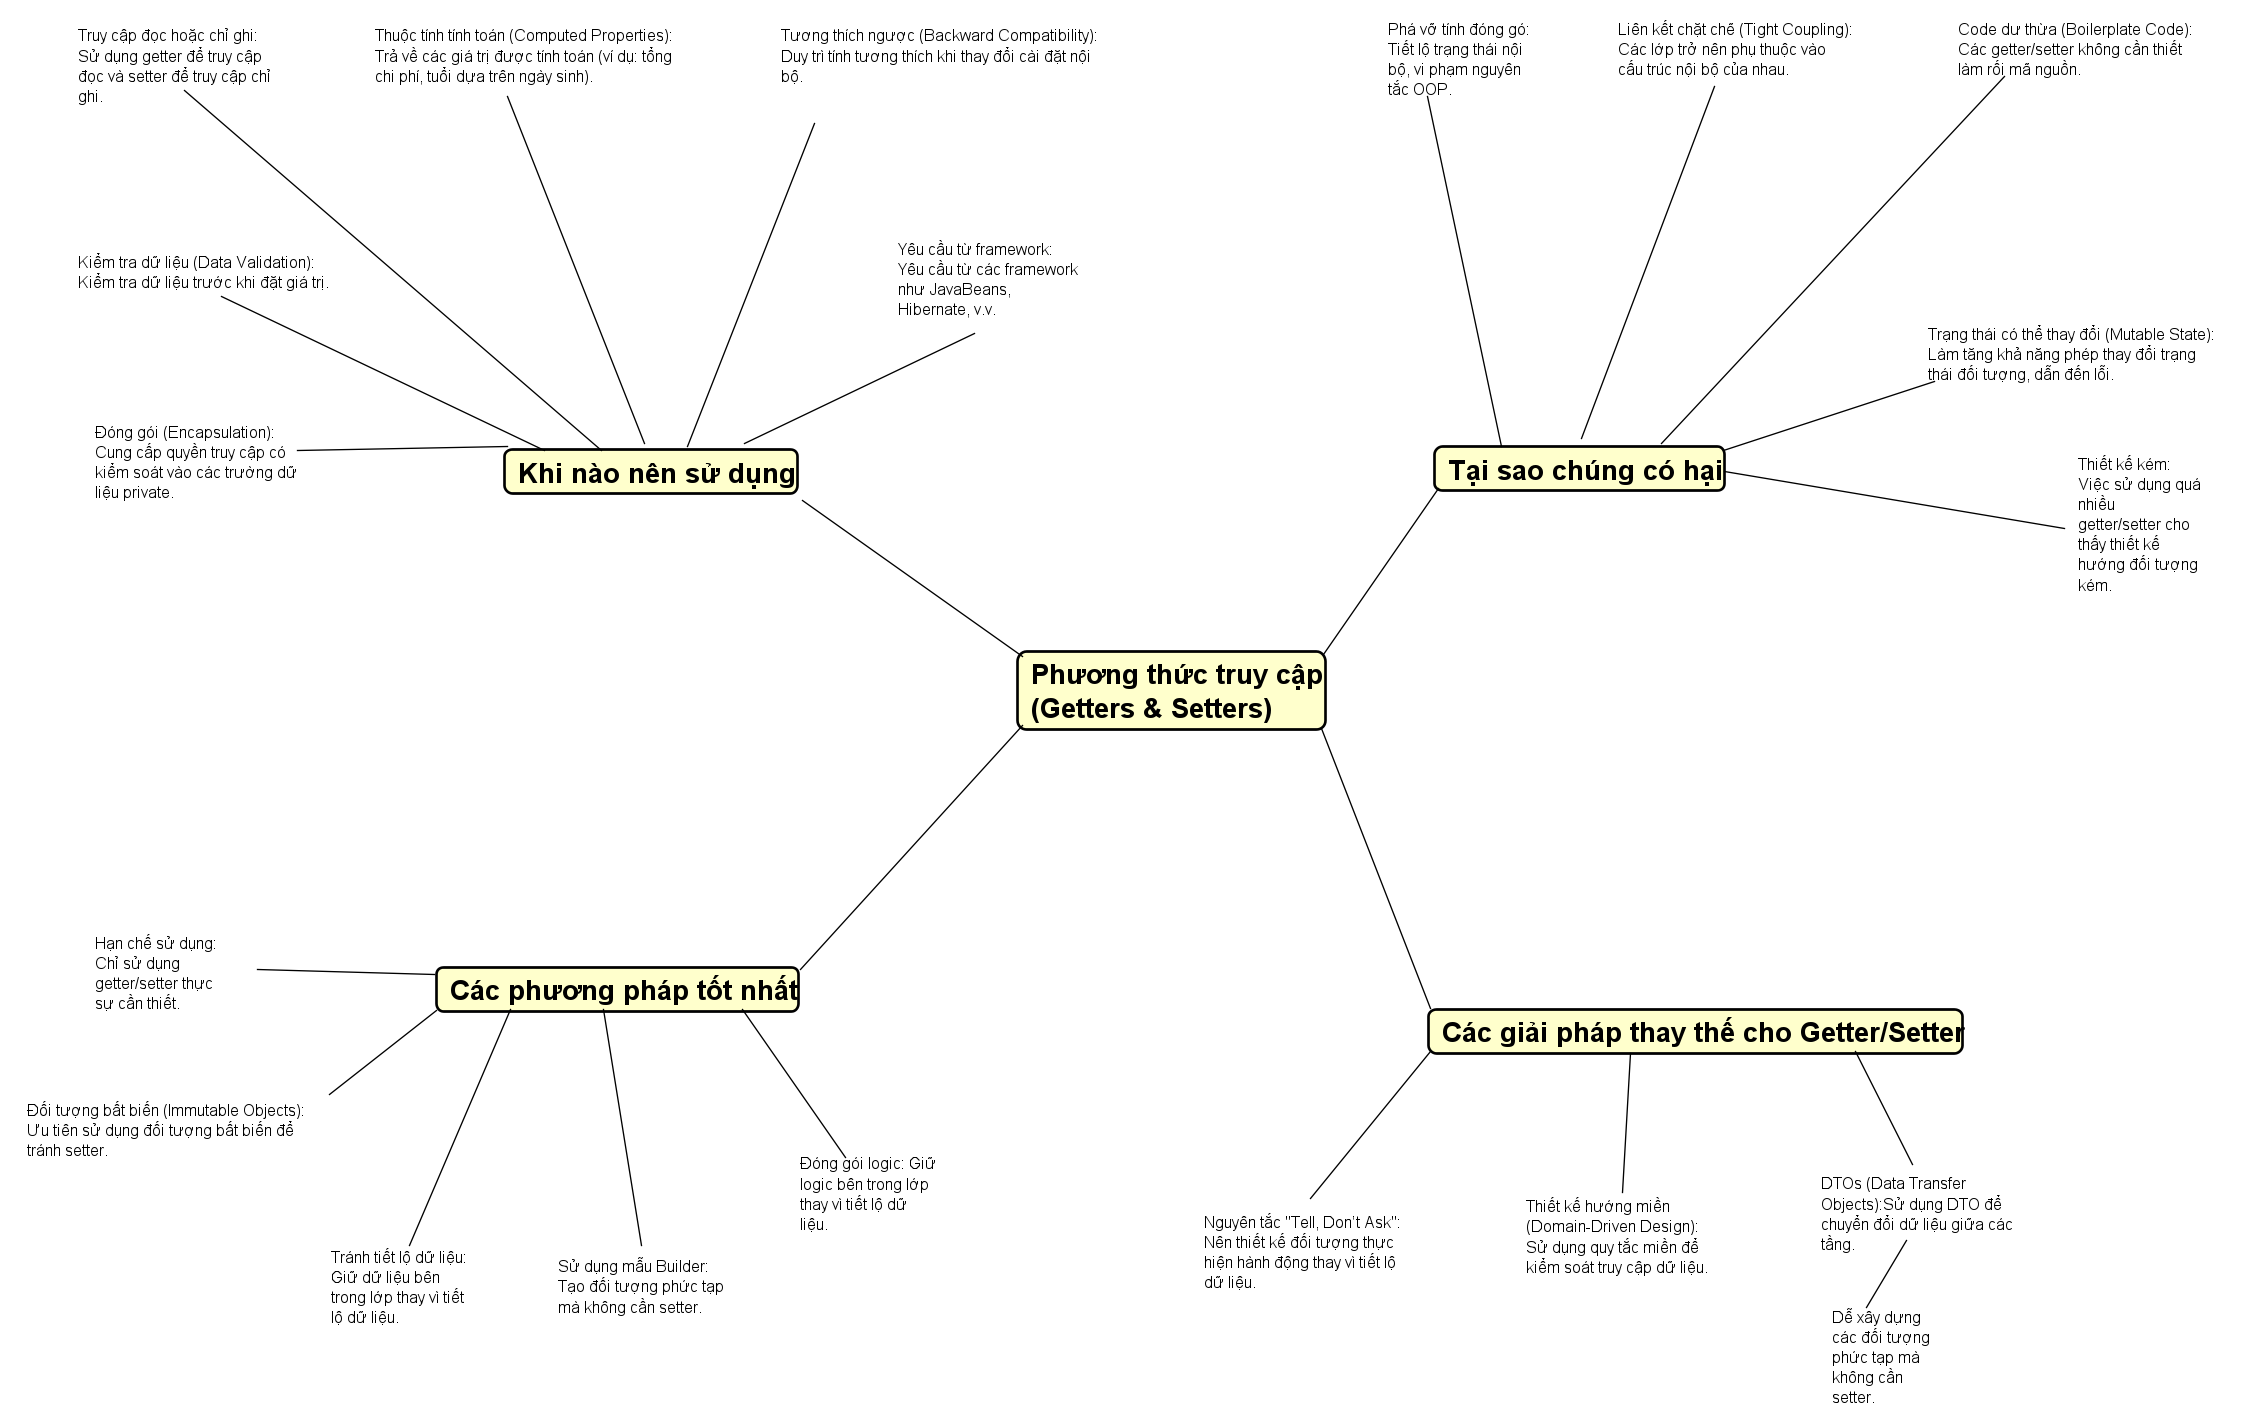 Truy cập đọc hoặc chỉ ghi:
Sử dụng getter để truy cập
đọc và setter để truy cập chỉ
ghi.
Thuộc tính tính toán (Computed Properties):
Trả về các giá trị được tính toán (ví dụ: tổng
chi phí, tuổi dựa trên ngày sinh).
Tương thích ngược (Backward Compatibility):
Duy trì tính tương thích khi thay đổi cài đặt nội
bộ.
Yêu cầu từ framework:
Yêu cầu từ các framework
như JavaBeans,
Hibernate, v.v.
Kiểm tra dữ liệu (Data Validation):
Kiểm tra dữ liệu trước khi đặt giá trị.
Đóng gói (Encapsulation):
Cung cấp quyền truy cập có
kiểm soát vào các trường dữ
liệu private.
Khi nào nên sử dụng
Phá vỡ tính đóng gó:
Tiết lộ trạng thái nội
bộ, vi phạm nguyên
tắc OOP.
Liên kết chặt chẽ (Tight Coupling):
Các lớp trở nên phụ thuộc vào
cấu trúc nội bộ của nhau.
Code dư thừa (Boilerplate Code):
Các getter/setter không cần thiết
làm rối mã nguồn.
Trạng thái có thể thay đổi (Mutable State):
Làm tăng khả năng phép thay đổi trạng
thái đối tượng, dẫn đến lỗi.
Tại sao chúng có hại
Thiết kế kém:
Việc sử dụng quá
nhiều
getter/setter cho
thấy thiết kế
hướng đối tượng
kém.
Phương thức truy cập
(Getters & Setters)
Hạn chế sử dụng:
Chỉ sử dụng
getter/setter thực
sự cần thiết.
Các phương pháp tốt nhất
Đối tượng bất biến (Immutable Objects):
Ưu tiên sử dụng đối tượng bất biến để
tránh setter.
Tránh tiết lộ dữ liệu:
Giữ dữ liệu bên
trong lớp thay vì tiết
lộ dữ liệu.
Sử dụng mẫu Builder:
Tạo đối tượng phức tạp
mà không cần setter.
Đóng gói logic: Giữ
logic bên trong lớp
thay vì tiết lộ dữ
liệu.
Các giải pháp thay thế cho Getter/Setter
Nguyên tắc "Tell, Don't Ask":
Nên thiết kế đối tượng thực
hiện hành động thay vì tiết lộ
dữ liệu.
Thiết kế hướng miền
(Domain-Driven Design):
Sử dụng quy tắc miền để
kiểm soát truy cập dữ liệu.
DTOs (Data Transfer
Objects):Sử dụng DTO để
chuyển đổi dữ liệu giữa các
tầng.
Dễ xây dựng
các đối tượng
phức tạp mà
không cần
setter.